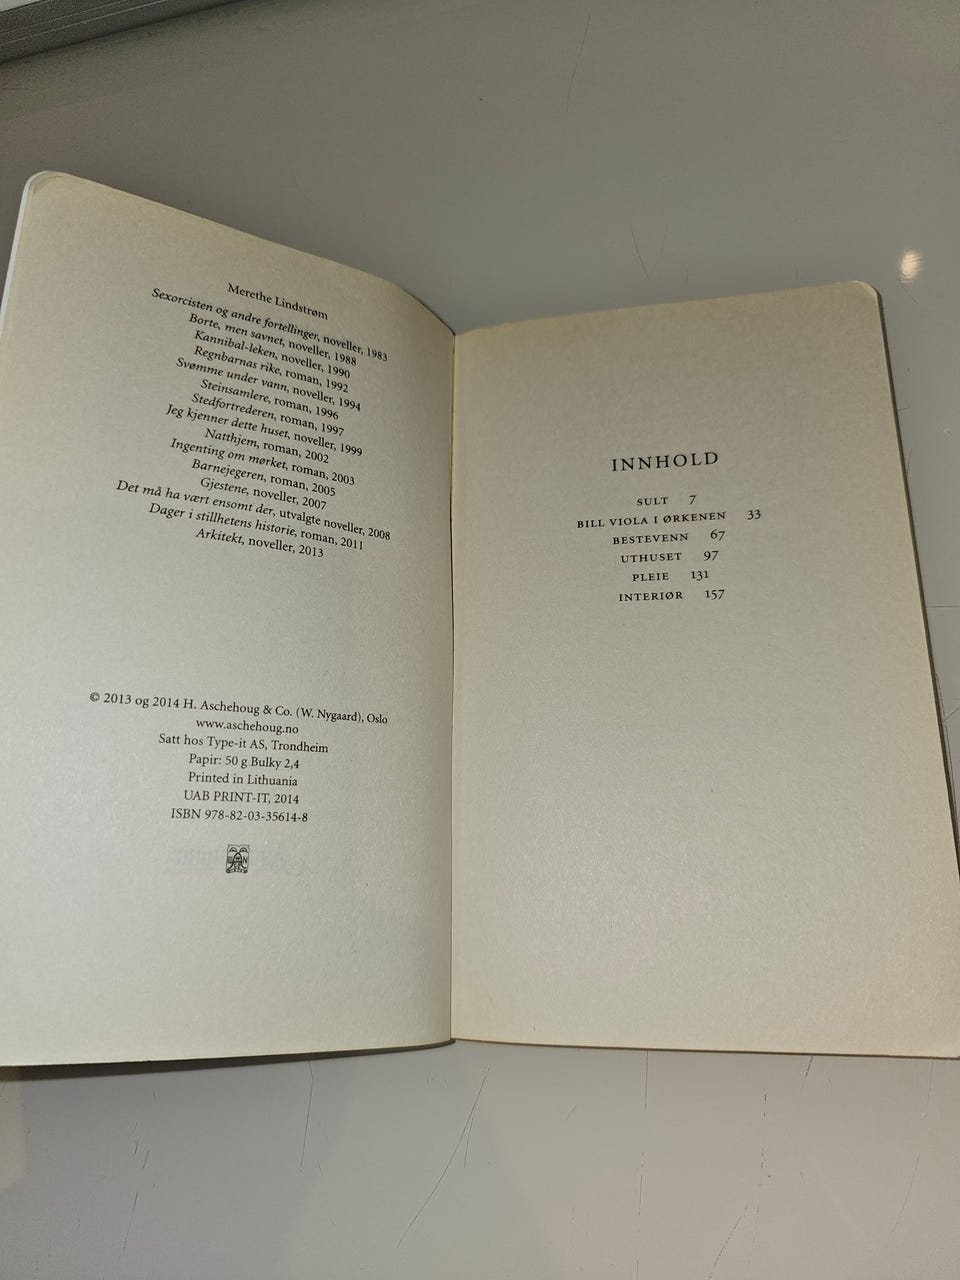 Merethe Lindstrøm
Sexorcisten og andre fortellinger, noveller, 1983
Borte, men savnet, noveller, 1988
Kannibal-leken, noveller, 1990
Regnbarnas rike, roman, 1992
Svømme under vann, noveller, 1994
Steinsamlere, roman, 1996
Stedfortrederen, roman, 1997
Jeg kjenner dette huset, noveller, 1999
Natthjem, roman, 2002
Ingenting om mørket, roman, 2003
Barnejegeren, roman, 2005
Gjestene, noveller, 2007
Det må ha vært ensomt der, utvalgte noveller, 2008
Dager i stillhetens historie, roman, 2011
Arkitekt, noveller, 2013
© 2013 og 2014 H. Aschehoug & Co. (W. Nygaard), Oslo
www.aschehoug.no
Satt hos Type-it AS, Trondheim
Papir: 50 g Bulky 2,4
Printed in Lithuania
UAB PRINT-IT, 2014
ISBN 978-82-03-35614-8
INNHOLD
SULT 7
BILL VIOLA I ØRKENEN 33
BESTEVENN 67
UTHUSET 97
PLEIE 131
INTERIØR 157